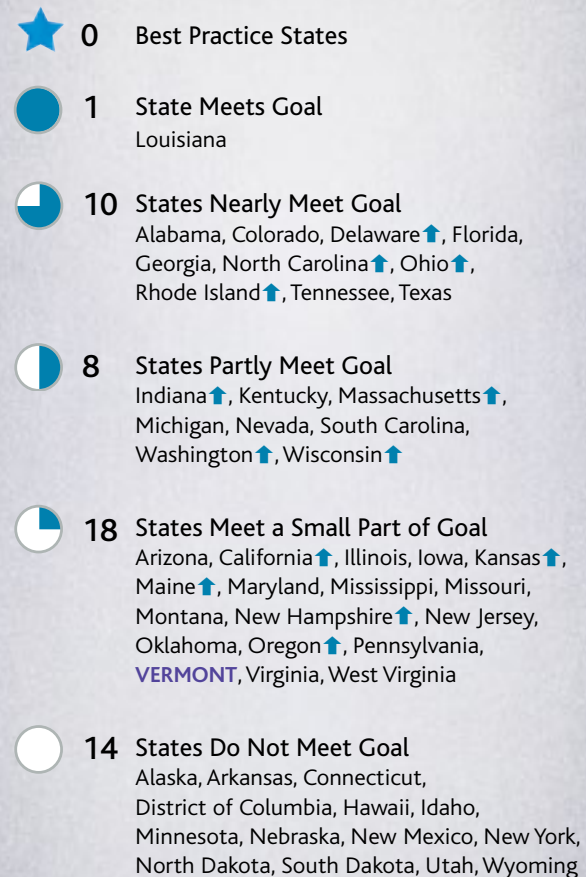 0 Best Practice States
1 State Meets Goal
Louisiana
10 States Nearly Meet Goal
Alabama, Colorado, Delaware⬆, Florida,
Georgia, North Carolina⬆, Ohio⬆,
Rhode Island⬆, Tennessee, Texas
8 States Partly Meet Goal
Indiana⬆, Kentucky, Massachusetts⬆,
Michigan, Nevada, South Carolina,
Washington⬆, Wisconsin⬆
18 States Meet a Small Part of Goal
Arizona, California⬆, Illinois, Iowa, Kansas⬆,
Maine⬆, Maryland, Mississippi, Missouri,
Montana, New Hampshire⬆, New Jersey,
Oklahoma, Oregon⬆, Pennsylvania,
VERMONT, Virginia, West Virginia
14 States Do Not Meet Goal
Alaska, Arkansas, Connecticut,
District of Columbia, Hawaii, Idaho,
Minnesota, Nebraska, New Mexico, New York,
North Dakota, South Dakota, Utah, Wyoming